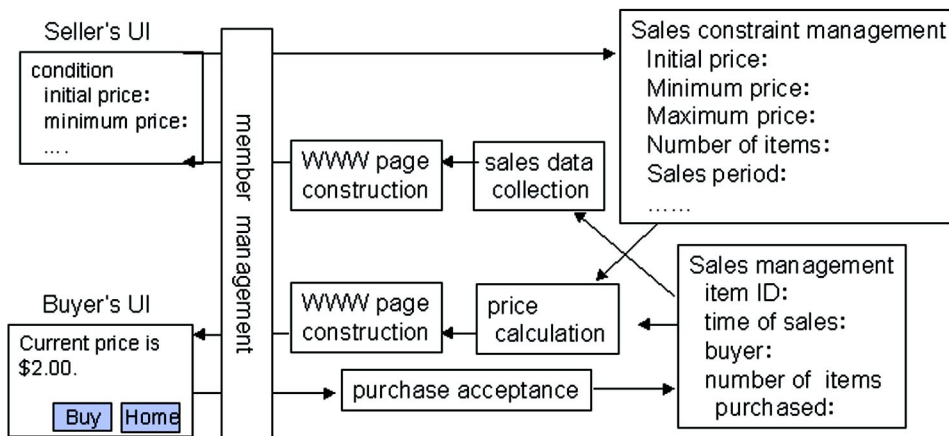 Seller's UI
condition
initial price:
minimum price:
....
member management
WWW page
construction
sales data
collection
Sales constraint management
Initial price:
Minimum price:
Maximum price:
Number of items:
Sales period:
......
Buyer's UI
Current price is
$2.00.
Buy
Home
WWW page
construction
price
calculation
purchase acceptance
Sales management
item ID:
time of sales:
buyer:
number of items
purchased: